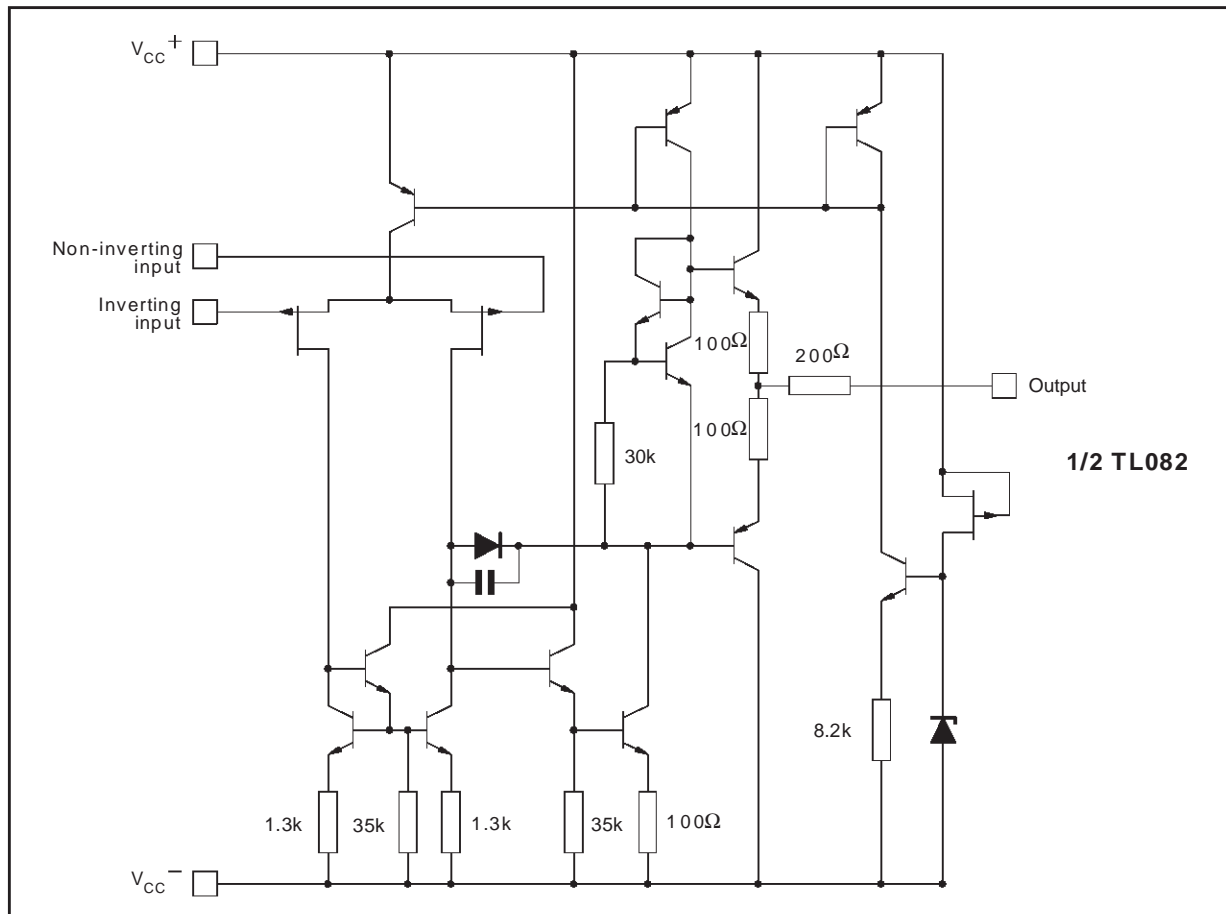 VCC+
Non-inverting
input
Inverting
input
100Ω
200Ω
Output
100Ω
30k
1/2 TL082
8.2k
1.3k
35k
1.3k
35k
100Ω
VCC−